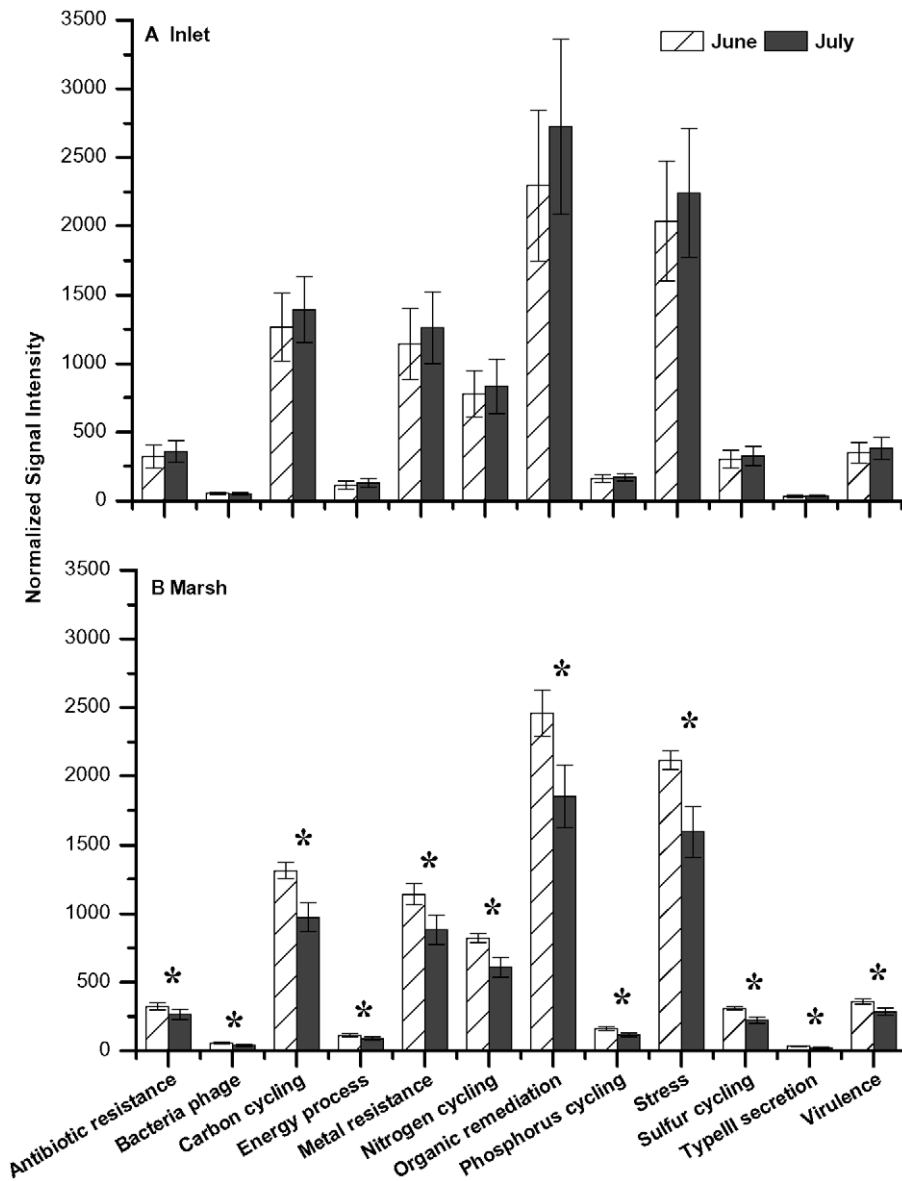 A Inlet
June July
3500
3000
2500
2000
1500
1000
500
0
Normalized Signal Intensity
B Marsh
3500
3000
2500
2000
1500
1000
500
0
* * * * * * * * * * * *
Antibiotic resistance
Bacteria phage
Carbon cycling
Energy process
Metal resistance
Nitrogen cycling
Organic remediation
Phosphorus cycling
Stress
Sulfur cycling
TypeIII secretion
Virulence